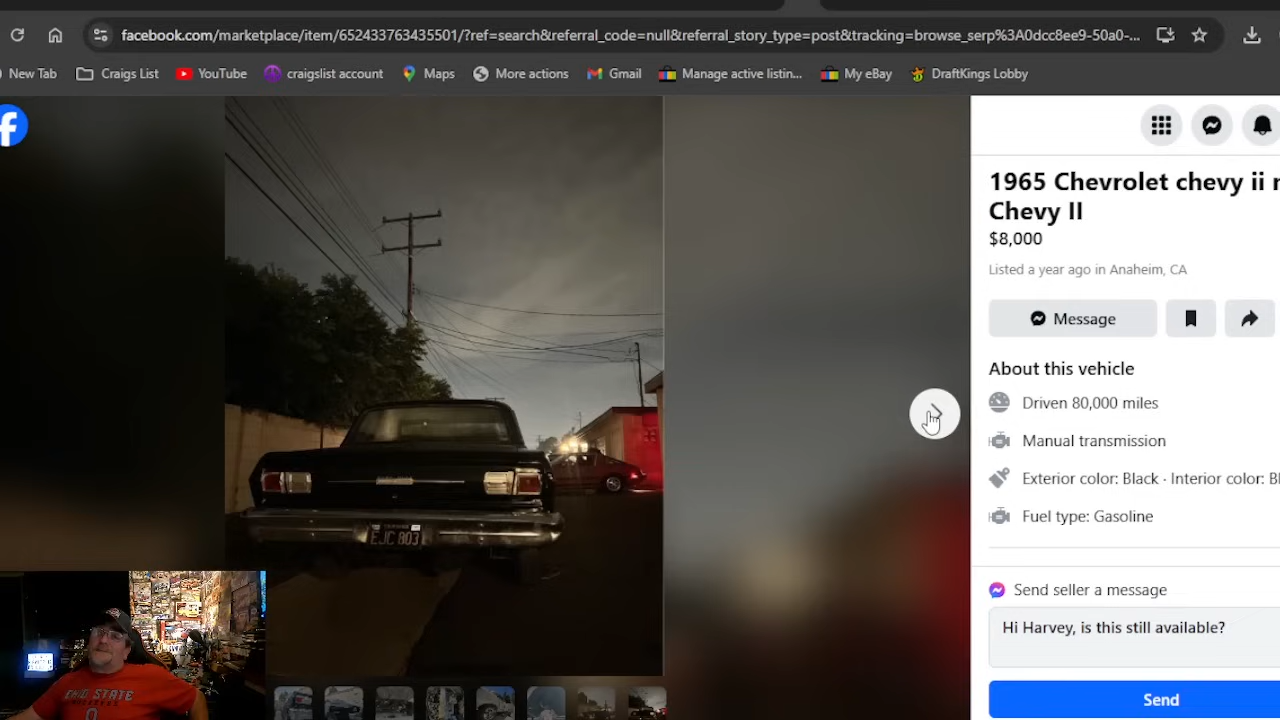 facebook.com/marketplace/item/652433763435501/?ref=search&referral_code=null&referral_story_type=post&tracking=browse_serp%3A0dcc8ee9-50a0-...
New Tab Craigs List YouTube craigslist account Maps More actions Gmail Manage active listin... My eBay DraftKings Lobby
1965 Chevrolet chevy ii
Chevy II
$8,000
Listed a year ago in Anaheim, CA
Message
About this vehicle
Driven 80,000 miles
Manual transmission
Exterior color: Black · Interior color:
Fuel type: Gasoline
EJC 803
Send seller a message
Hi Harvey, is this still available?
Send
OHIO STATE